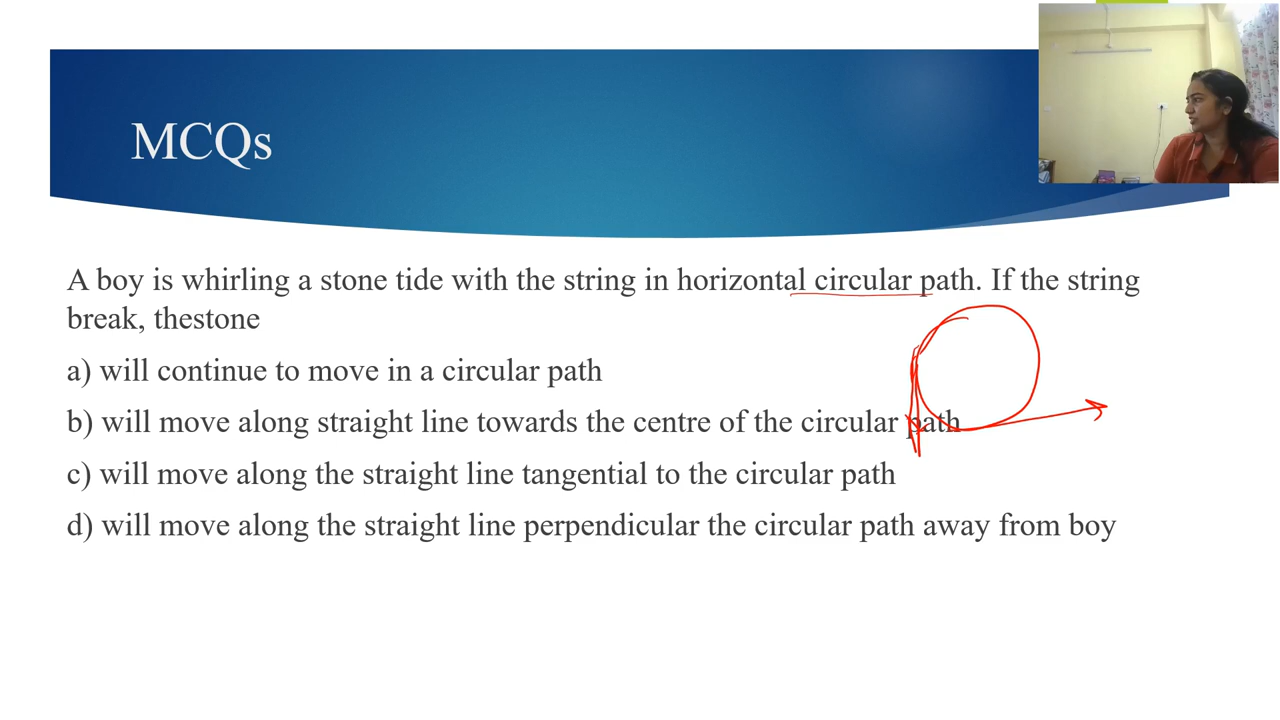 MCQs
A boy is whirling a stone tide with the string in horizontal circular path. If the string
break, thestone
a) will continue to move in a circular path
b) will move along straight line towards the centre of the circular path
c) will move along the straight line tangential to the circular path
d) will move along the straight line perpendicular the circular path away from boy